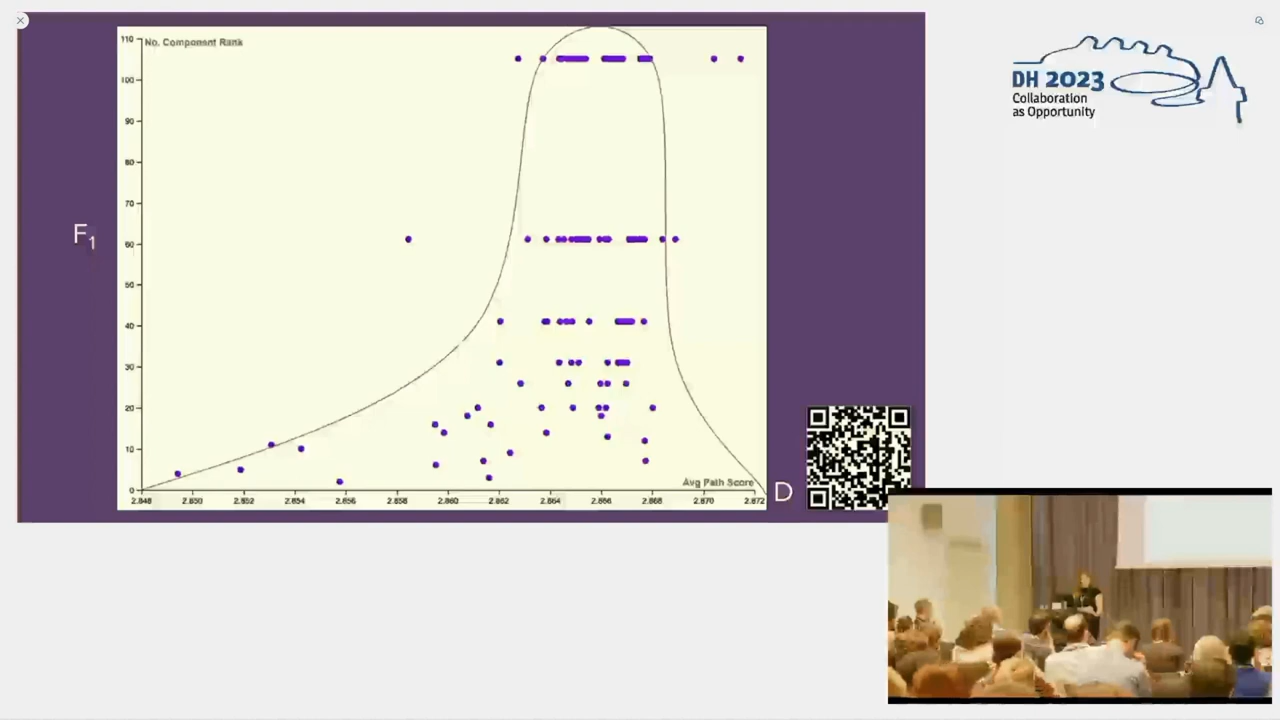 No. Component Rank
110
100
90
80
70
60
50
40
30
20
10
0
2.848 2.850 2.852 2.854 2.856 2.858 2.860 2.862 2.864 2.866 2.868 2.870 2.872
Avg Path Score
F1
D
DH 2023
Collaboration
as Opportunity